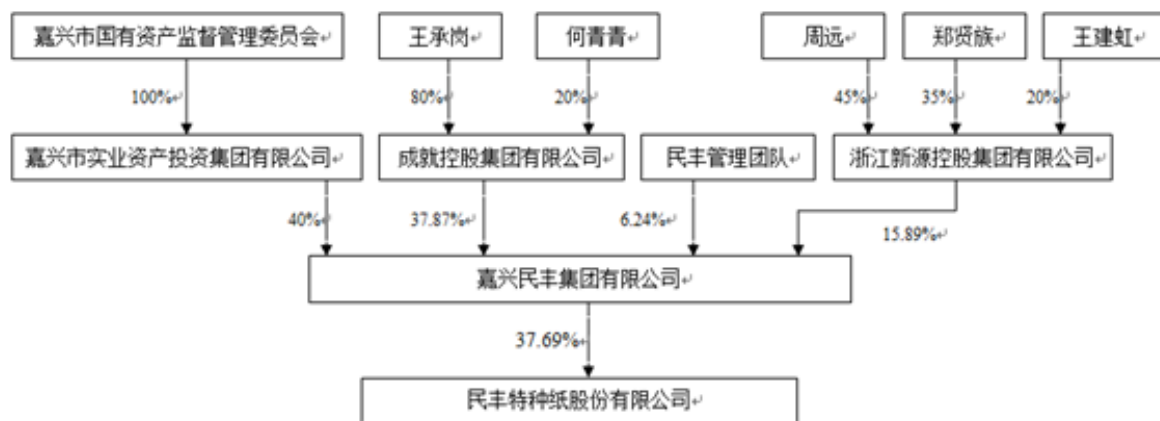 嘉兴市国有资产监督管理委员会
王承岗
何青青
周远
郑贤族
王建虹
100%
80%
20%
45%
35%
20%
嘉兴市实业资产投资集团有限公司
成就控股集团有限公司
民丰管理团队
浙江新源控股集团有限公司
40%
37.87%
6.24%
15.89%
嘉兴民丰集团有限公司
37.69%
民丰特种纸股份有限公司